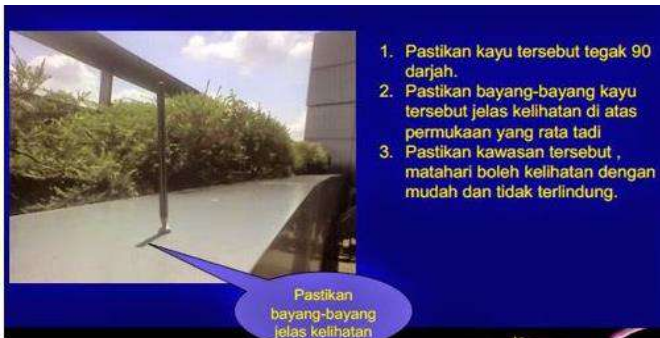 1. Pastikan kayu tersebut tegak 90
darjah.
2. Pastikan bayang-bayang kayu
tersebut jelas kelihatan di atas
permukaan yang rata tadi
3. Pastikan kawasan tersebut ,
matahari boleh kelihatan dengan
mudah dan tidak terlindung.
Pastikan
bayang-bayang
jelas kelihatan